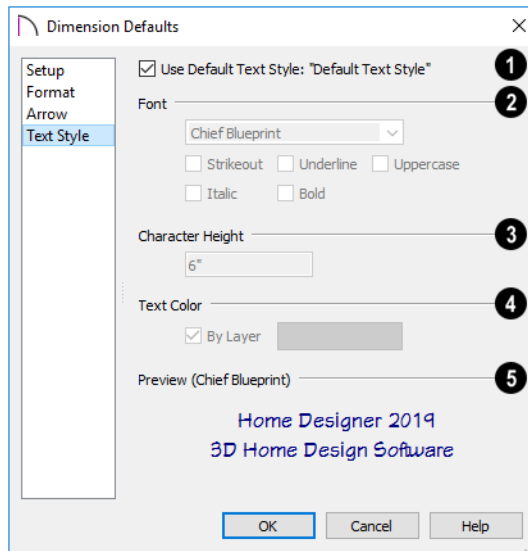 Dimension Defaults
Setup
Format
Arrow
Text Style
Use Default Text Style: "Default Text Style" 1
Font 2
Chief Blueprint
Strikeout Underline Uppercase
Italic Bold
Character Height 3
6"
Text Color 4
By Layer
Preview (Chief Blueprint) 5
Home Designer 2019
3D Home Design Software
OK Cancel Help